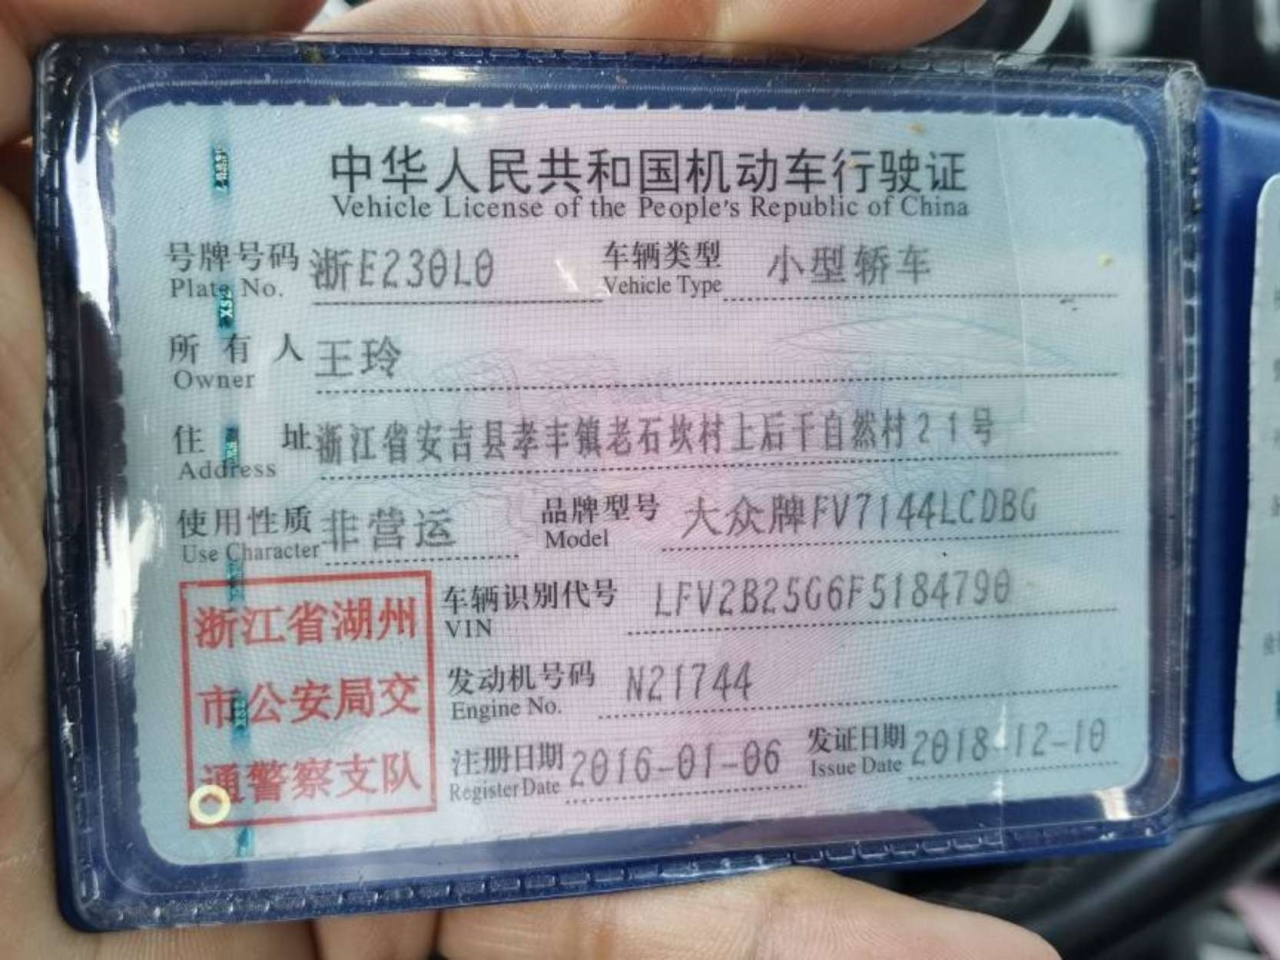 中华人民共和国机动车行驶证
Vehicle License of the People's Republic of China
号牌号码 浙E230L0 车辆类型 小型轿车
Plate No. Vehicle Type
所有人 王玲
Owner
住址 浙江省安吉县孝丰镇老石坎村上后干自然村21号
Address
使用性质 非营运 品牌型号 大众牌FV7144LCDBG
Use Character Model
浙江省湖州
市公安局交
通警察支队
车辆识别代号 LFV2B25G6F5184790
VIN
发动机号码 N21744
Engine No.
注册日期 2016-01-06 发证日期 2018-12-10
Register Date Issue Date